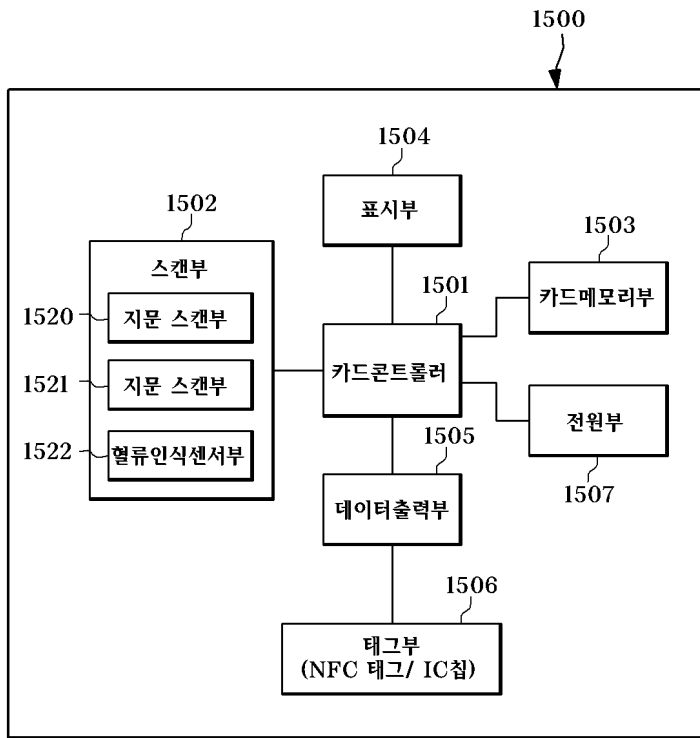 1500
1504
표시부
1502
스캔부
1503
카드메모리부
1520
지문 스캔부
1501
카드콘트롤러
1521
지문 스캔부
1522
혈류인식센서부
1505
데이터출력부
전원부
1507
1506
태그부
(NFC 태그/ IC칩)